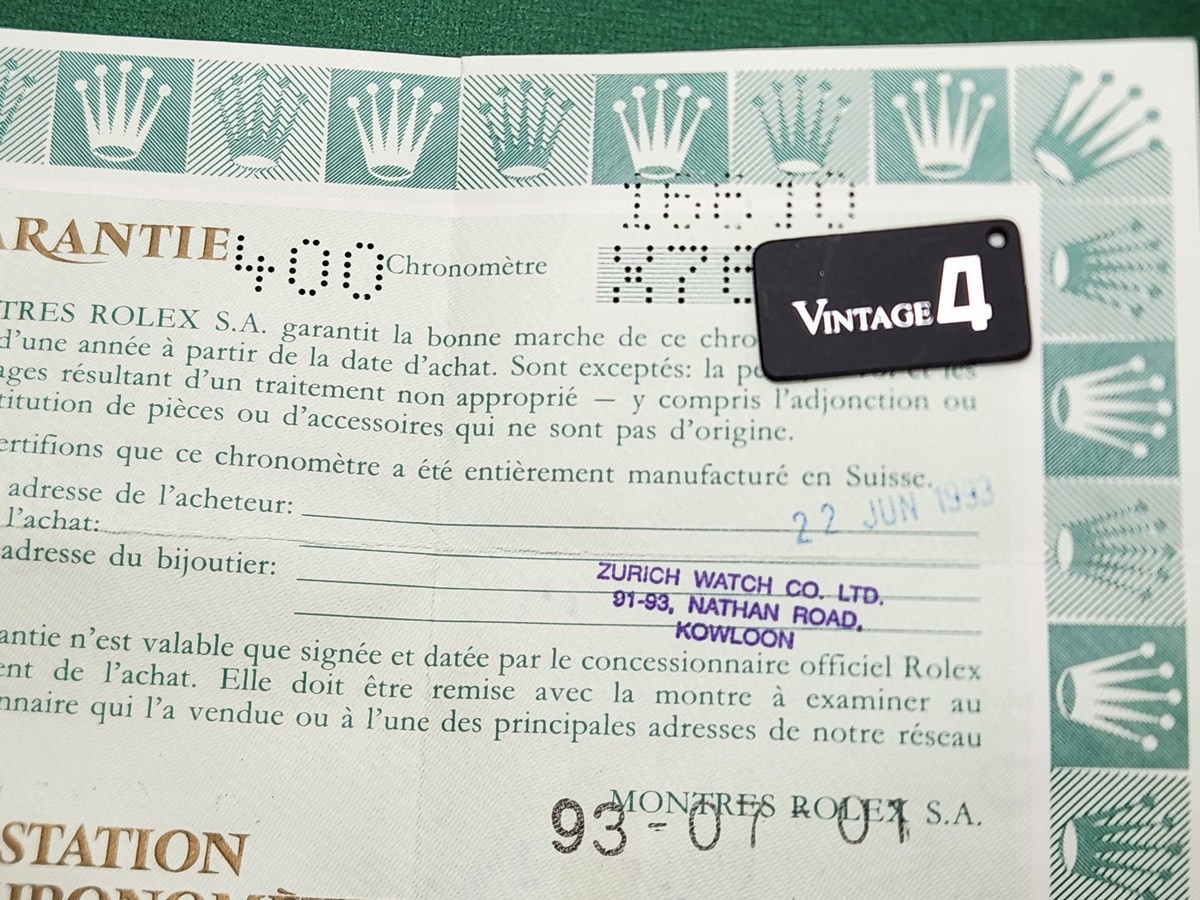 16610
ARANTIE 400 Chronomètre
X7E
VINTAGE 4
TRES ROLEX S.A. garantit la bonne marche de ce chro
d'une année à partir de la date d'achat. Sont exceptés: la pe
ages résultant d'un traitement non approprié — y compris l'adjonction ou
titution de pièces ou d'accessoires qui ne sont pas d'origine.
ertifions que ce chronomètre a été entièrement manufacturé en Suisse.
adresse de l'acheteur:
22 JUN 1993
l'achat:
adresse du bijoutier:
ZURICH WATCH CO. LTD.
91-93, NATHAN ROAD,
KOWLOON
antie n'est valable que signée et datée par le concessionnaire officiel Rolex
ent de l'achat. Elle doit être remise avec la montre à examiner au
nnaire qui l'a vendue ou à l'une des principales adresses de notre réseau
MONTRES ROLEX S.A.
93-07-01
STATION